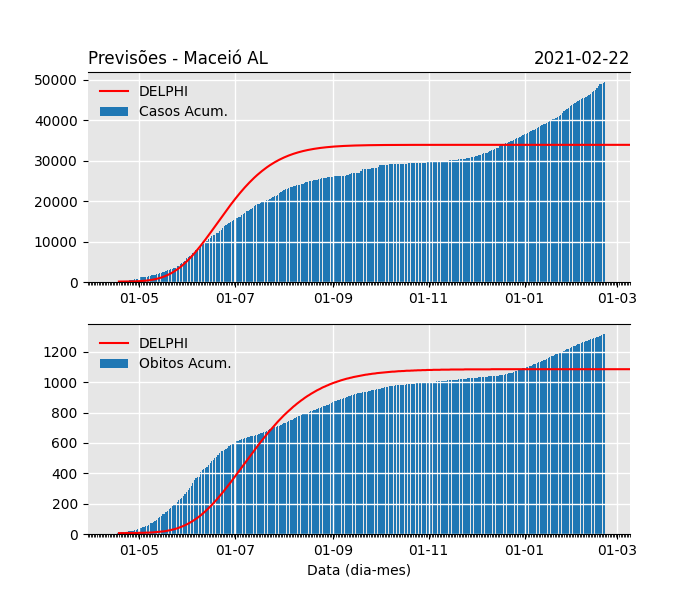 Previsões - Maceió AL 2021-02-22
50000
40000
30000
20000
10000
0
DELPHI
Casos Acum.
01-05 01-07 01-09 01-11 01-01 01-03
1200
1000
800
600
400
200
0
DELPHI
Obitos Acum.
01-05 01-07 01-09 01-11 01-01 01-03
Data (dia-mes)